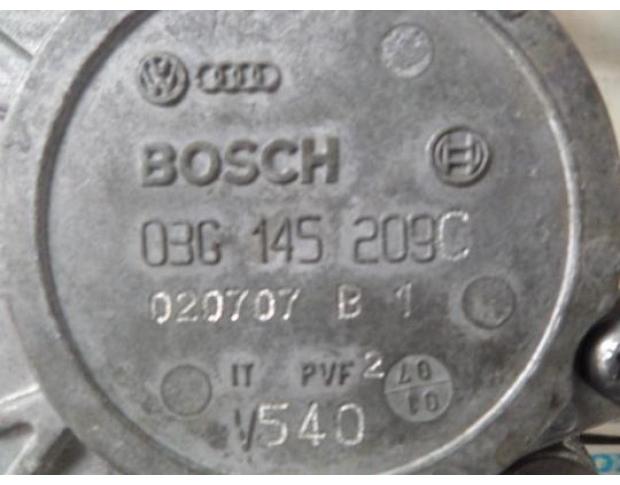 BOSCH
03G 145 209C
020707 B 1
IT PVF 2
V540